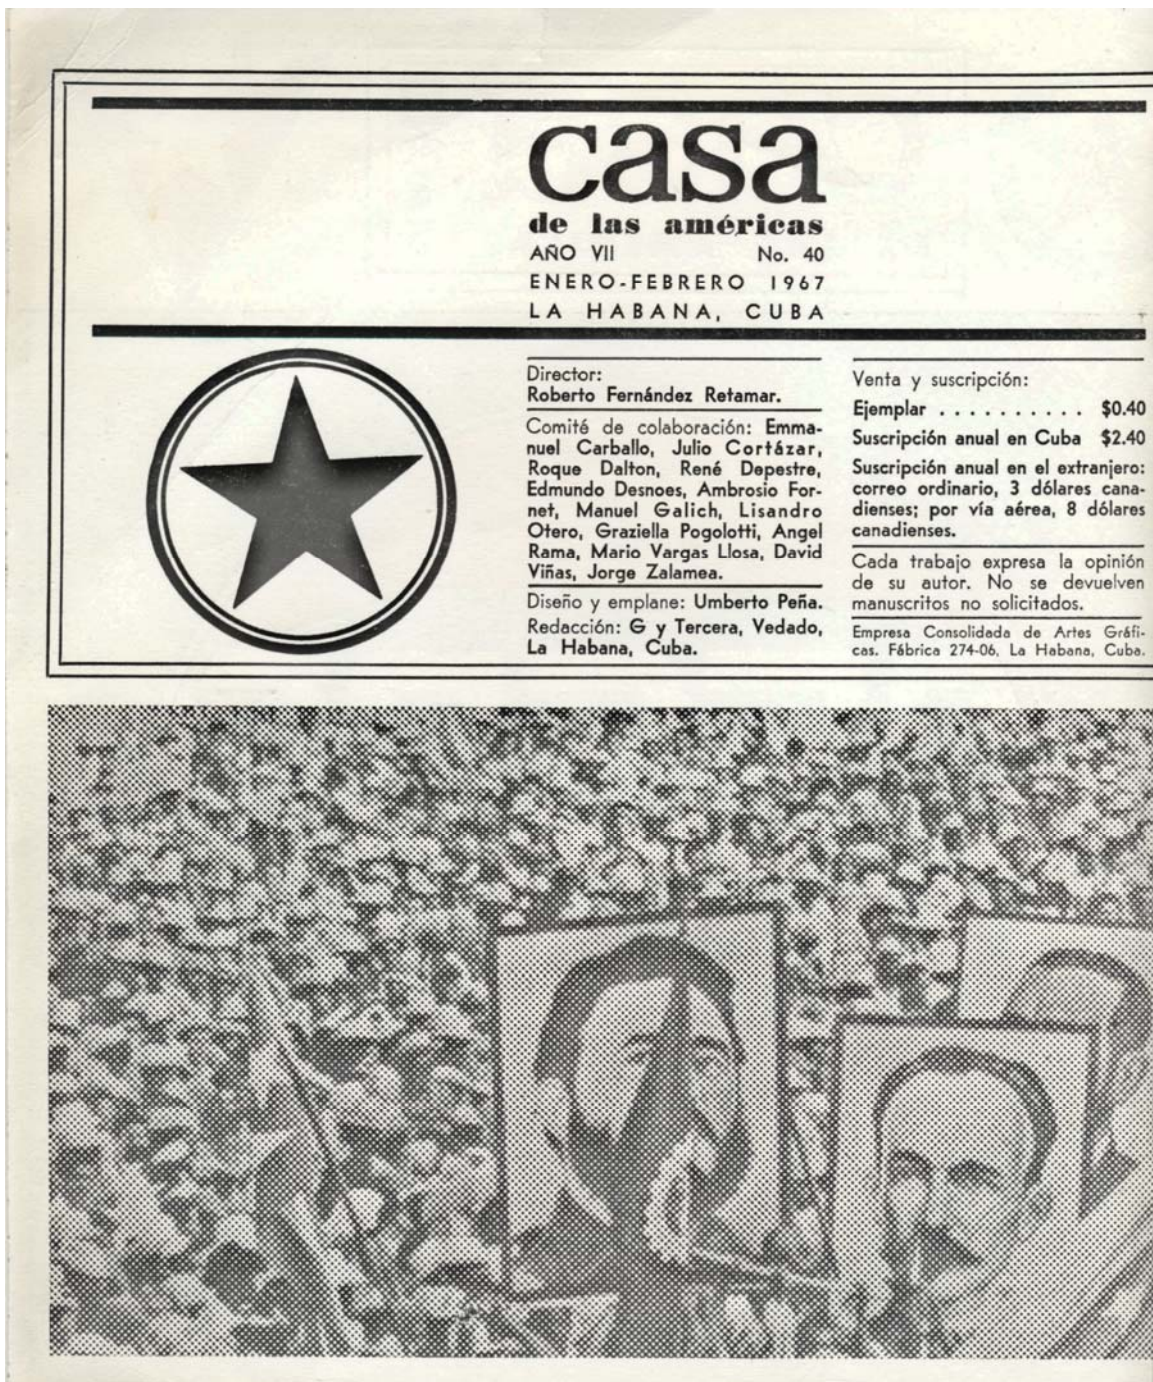 casa
de las américas
AÑO VII No. 40
ENERO-FEBRERO 1967
LA HABANA, CUBA
Director:
Roberto Fernández Retamar.
Comité de colaboración: Emma-
nuel Carballo, Julio Cortázar,
Roque Dalton, René Depestre,
Edmundo Desnoes, Ambrosio For-
net, Manuel Galich, Lisandro
Otero, Graziella Pogolotti, Angel
Rama, Mario Vargas Llosa, David
Viñas, Jorge Zalamea.
Diseño y emplane: Umberto Peña.
Redacción: G y Tercera, Vedado,
La Habana, Cuba.
Venta y suscripción:
Ejemplar . . . . . . . . . . $0.40
Suscripción anual en Cuba $2.40
Suscripción anual en el extranjero:
correo ordinario, 3 dólares cana-
dienses; por vía aérea, 8 dólares
canadienses.
Cada trabajo expresa la opinión
de su autor. No se devuelven
manuscritos no solicitados.
Empresa Consolidada de Artes Gráfi-
cas. Fábrica 274-06, La Habana, Cuba.